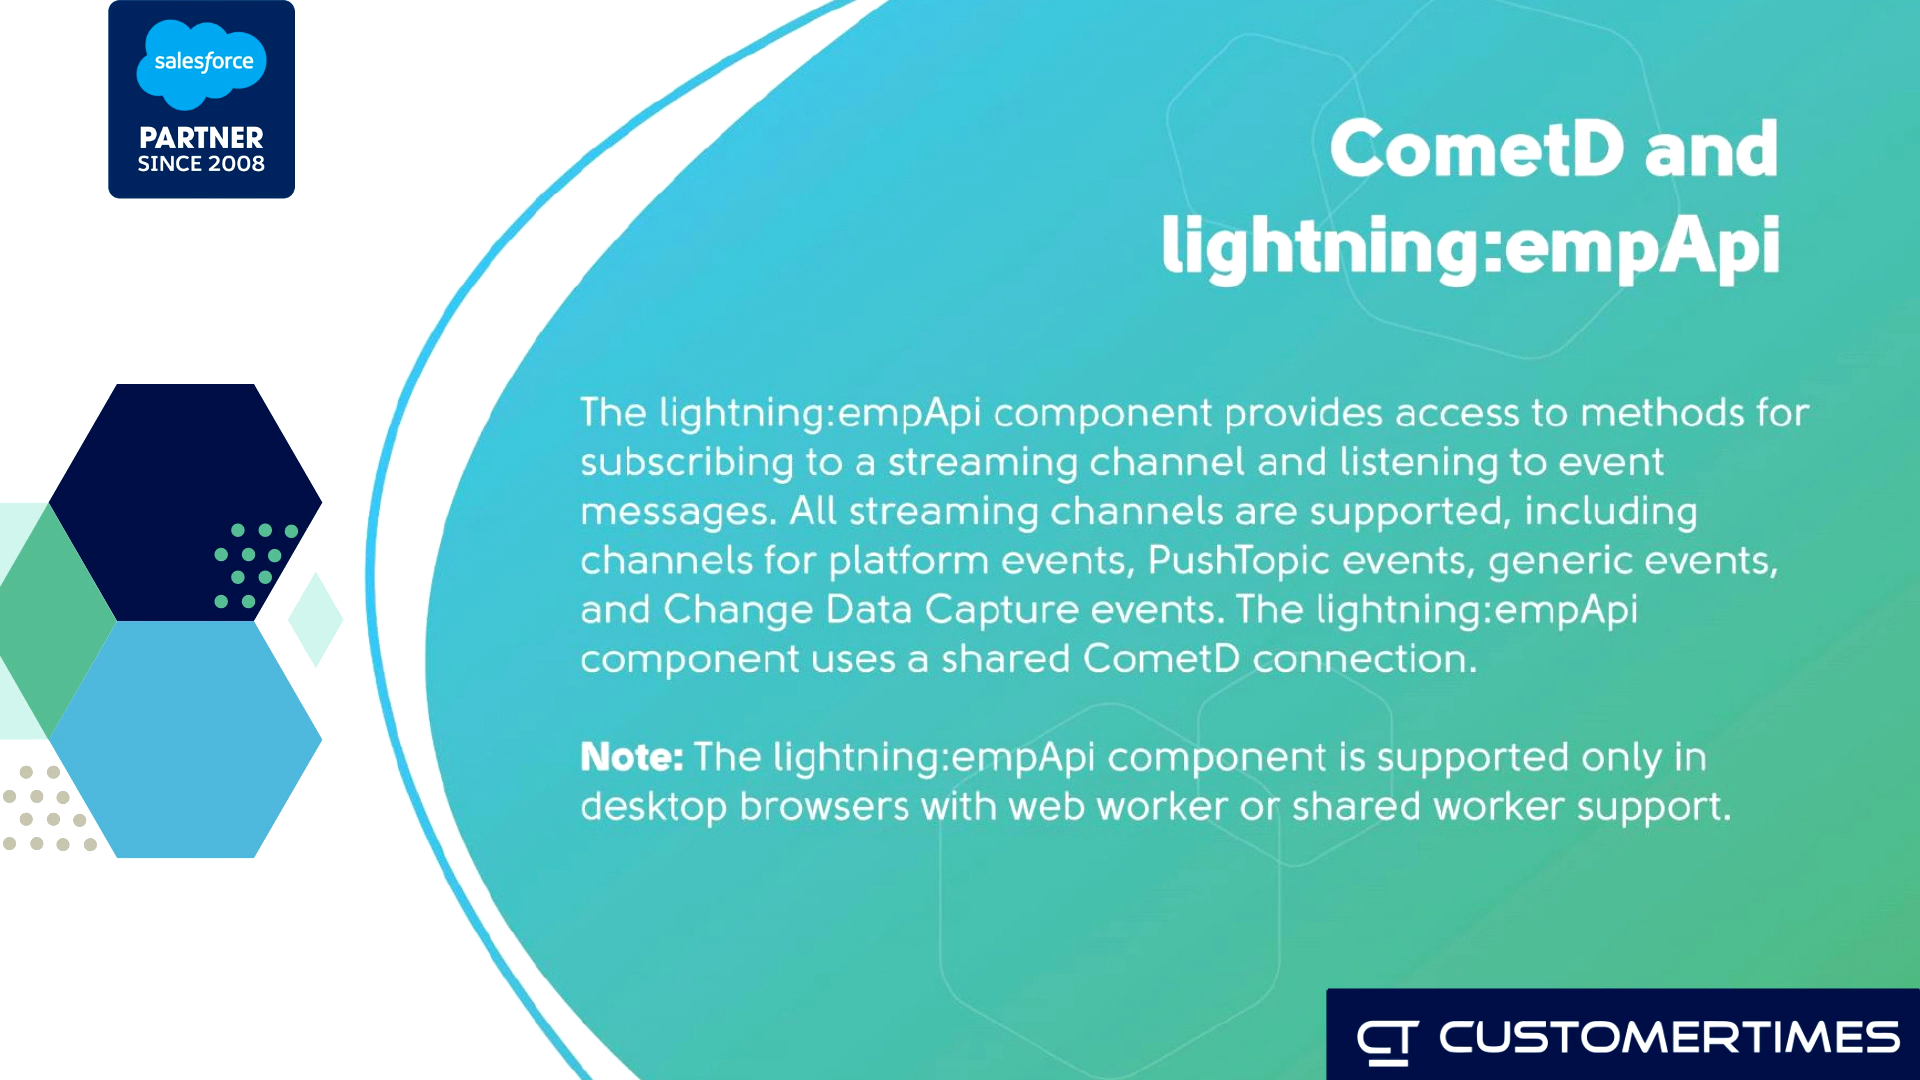 salesforce
PARTNER
SINCE 2008
CometD and
lightning:empApi
The lightning:empApi component provides access to methods for
subscribing to a streaming channel and listening to event
messages. All streaming channels are supported, including
channels for platform events, PushTopic events, generic events,
and Change Data Capture events. The lightning:empApi
component uses a shared CometD connection.
Note: The lightning:empApi component is supported only in
desktop browsers with web worker or shared worker support.
CT CUSTOMERTIMES